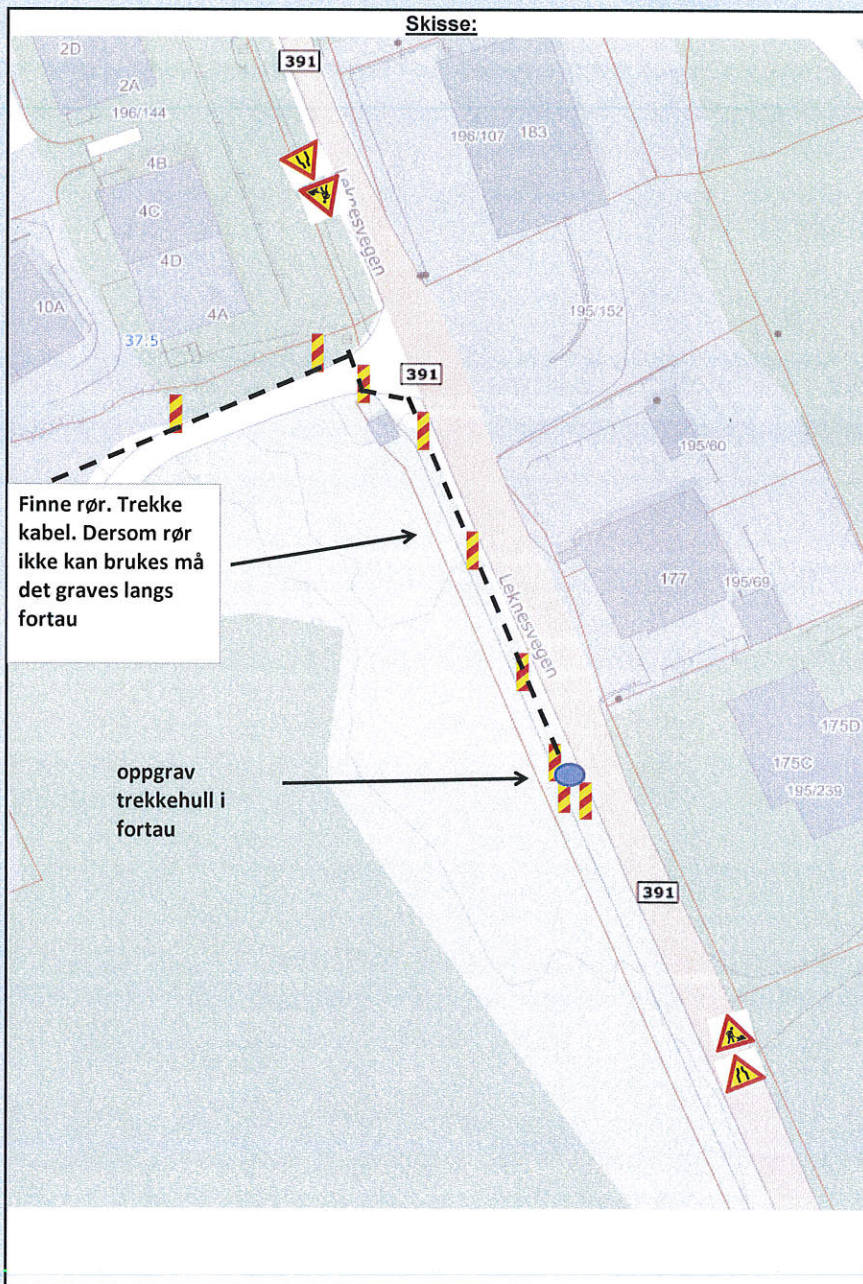 Skisse:
391
2D
2A
196/144
4B
4C
4D
4A
10A
37.5
196/107
183
Leknesvegen
195/152
391
195/60
Finne rør. Trekke
kabel. Dersom rør
ikke kan brukes må
det graves langs
fortau
177
195/69
Leknesvegen
oppgrav
trekkehull i
fortau
175D
175C
195/239
391